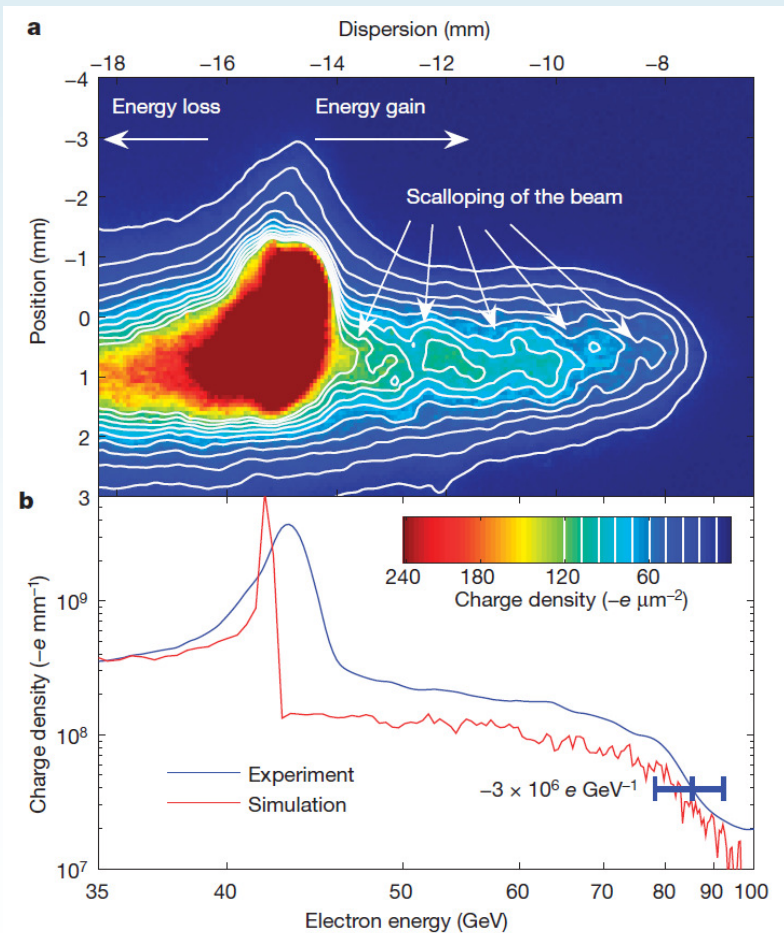 a
Dispersion (mm)
−18 −16 −15 −14 −12 −10 −8
−4
Energy loss Energy gain
−3
−2
Scalloping of the beam
−1
Position (mm)
0
1
2
b
3
240 180 120 60
Charge density (−e μm⁻²)
10⁹
Charge density (−e mm⁻¹)
10⁸
Experiment
Simulation
−3 × 10⁶ e GeV⁻¹
10⁷
35 40 50 60 70 80 90 100
Electron energy (GeV)